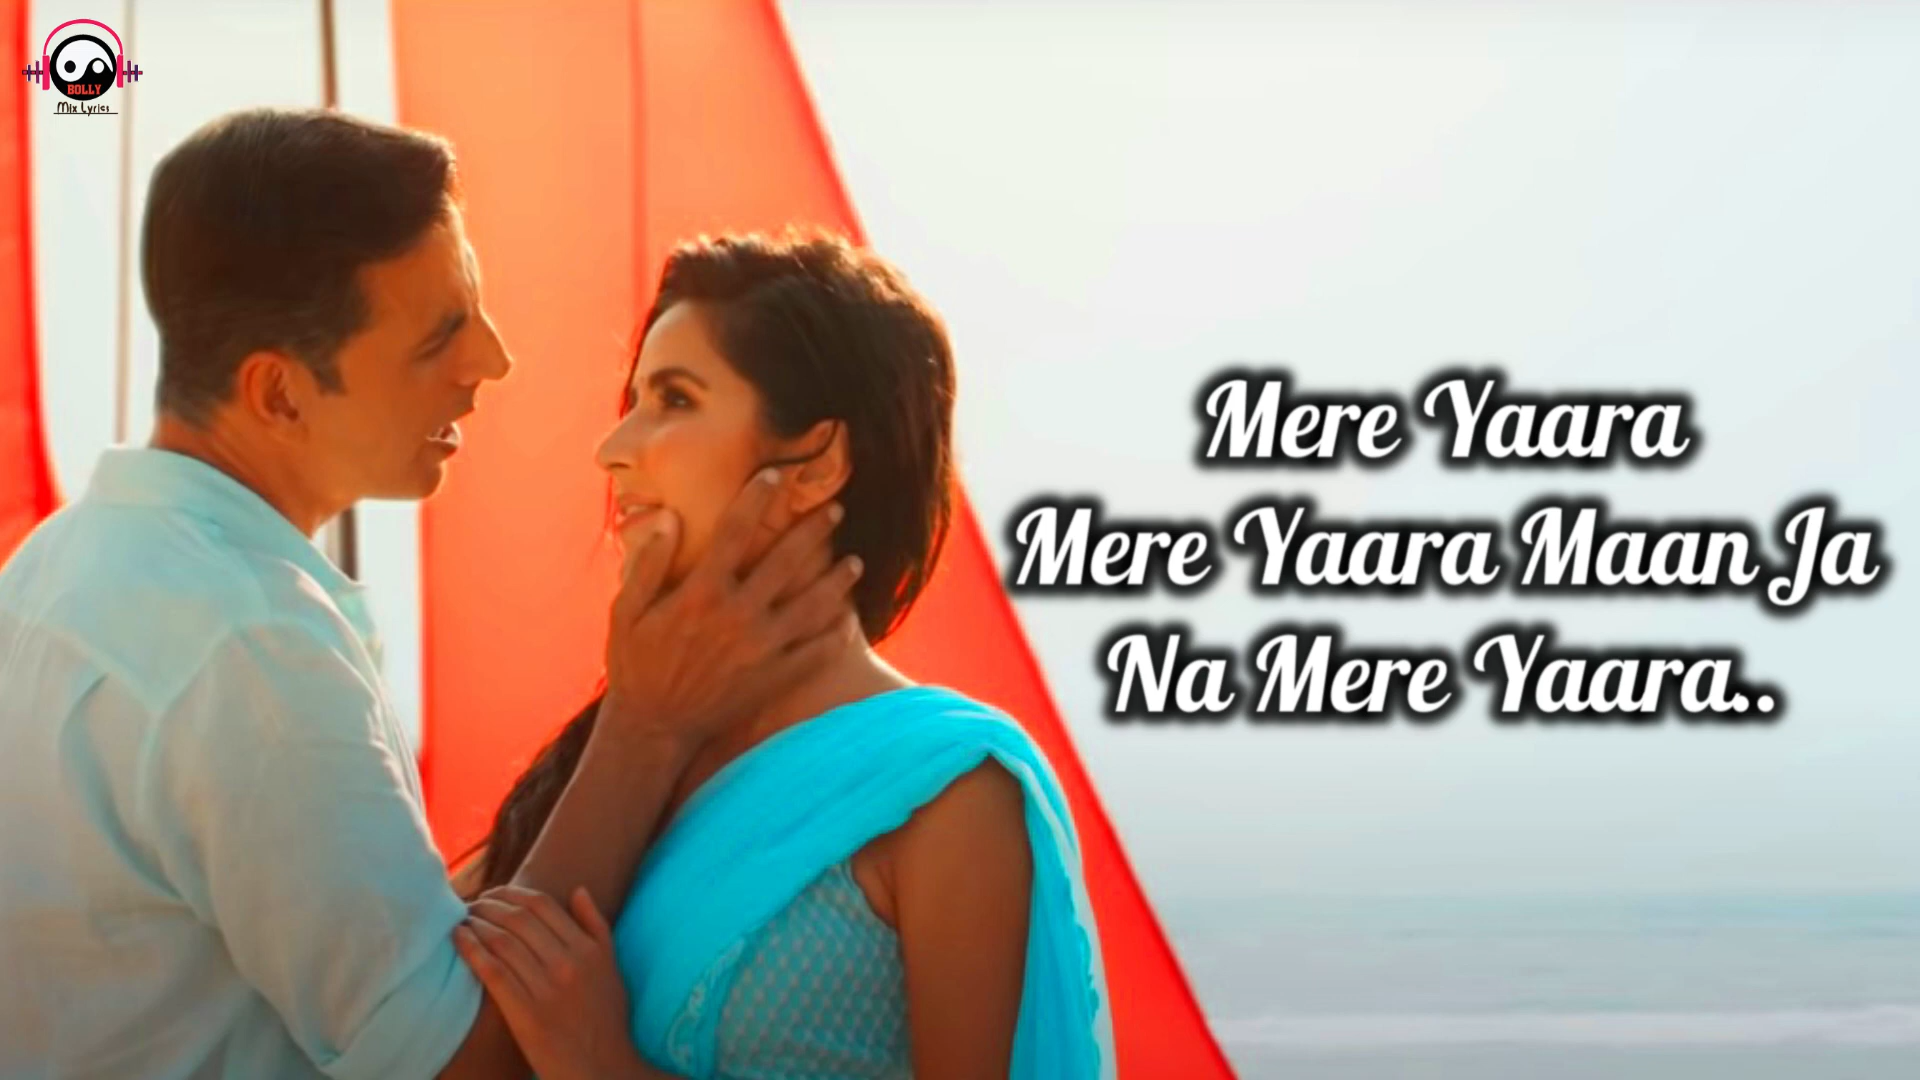 BOLLY
Mix Lyrics
Mere Yaara
Mere Yaara Maan Ja
Na Mere Yaara..